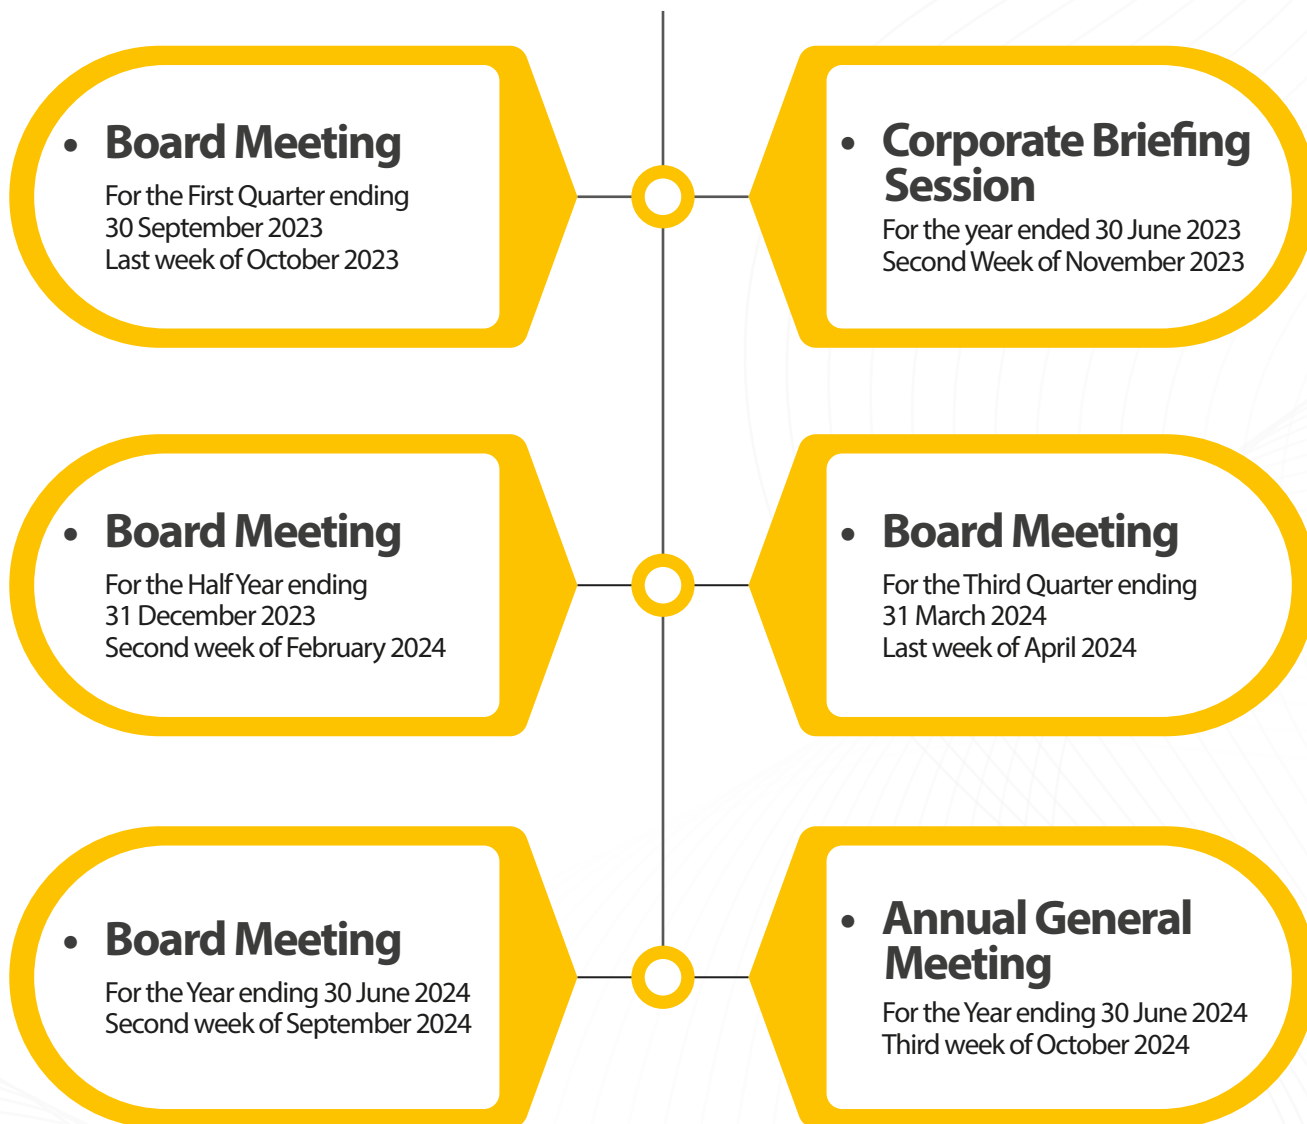 • Board Meeting
For the First Quarter ending
30 September 2023
Last week of October 2023
• Corporate Briefing
Session
For the year ended 30 June 2023
Second Week of November 2023
• Board Meeting
For the Half Year ending
31 December 2023
Second week of February 2024
• Board Meeting
For the Third Quarter ending
31 March 2024
Last week of April 2024
• Board Meeting
For the Year ending 30 June 2024
Second week of September 2024
• Annual General
Meeting
For the Year ending 30 June 2024
Third week of October 2024